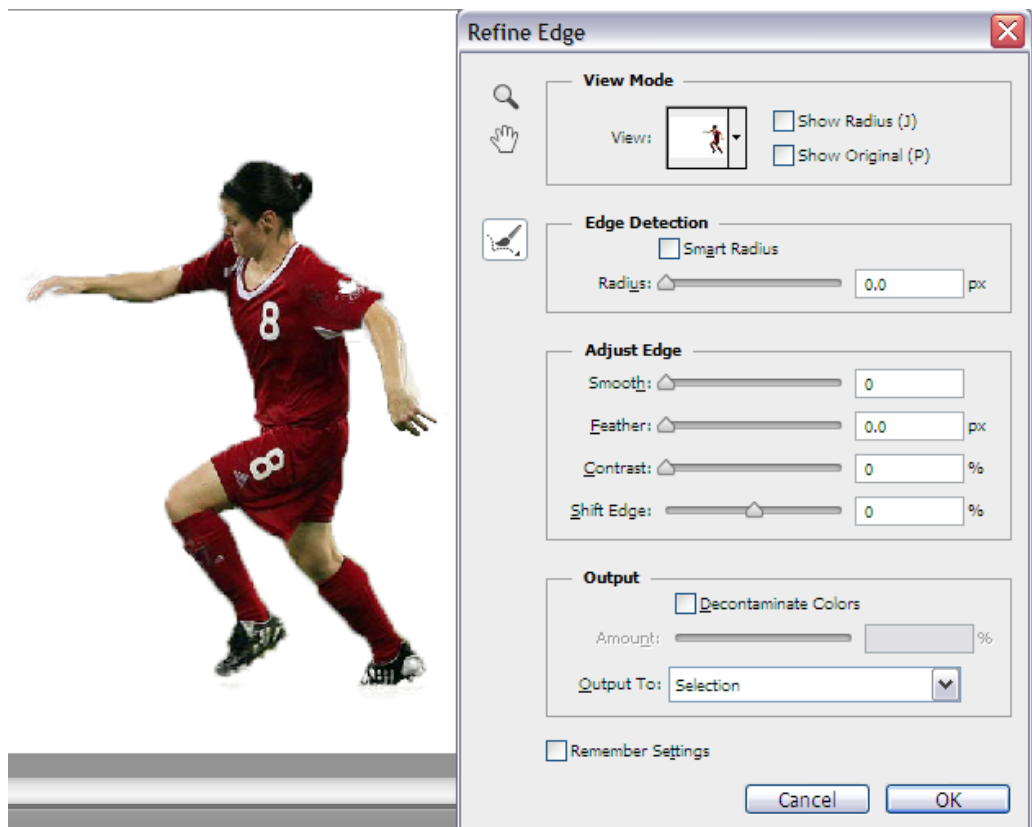 Refine Edge
View Mode
View:
Show Radius (J)
Show Original (P)
Edge Detection
Smart Radius
Radius: 0.0 px
Adjust Edge
Smooth: 0
Feather: 0.0 px
Contrast: 0 %
Shift Edge: 0 %
Output
Decontaminate Colors
Amount: %
Output To: Selection
Remember Settings
Cancel OK
8
8